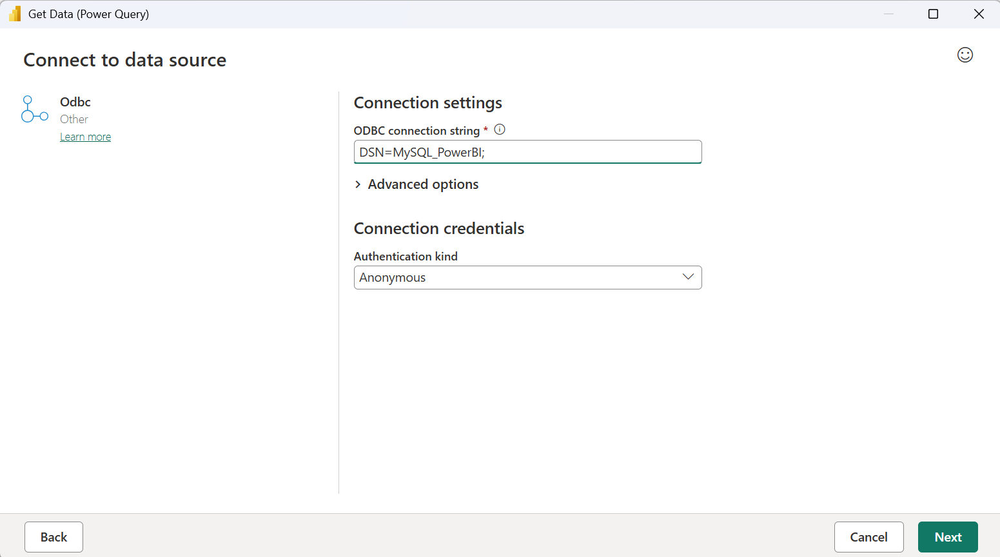 Get Data (Power Query)
Connect to data source
Odbc
Other
Learn more
Connection settings
ODBC connection string *
DSN=MySQL_PowerBI;
Advanced options
Connection credentials
Authentication kind
Anonymous
Back
Cancel
Next